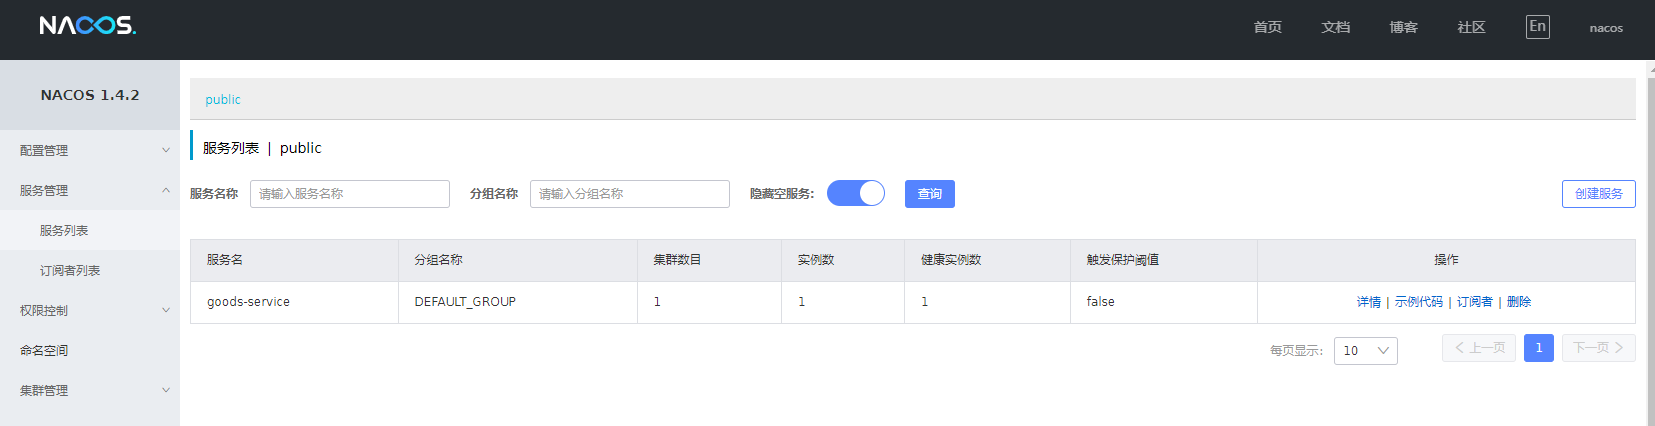 NACOS. 首页 文档 博客 社区 En nacos
NACOS 1.4.2
配置管理
服务管理
服务列表
订阅者列表
权限控制
命名空间
集群管理
public
服务列表 | public
服务名称 请输入服务名称 分组名称 请输入分组名称 隐藏空服务: 查询 创建服务
服务名 分组名称 集群数目 实例数 健康实例数 触发保护阈值 操作
goods-service DEFAULT_GROUP 1 1 1 false 详情 | 示例代码 | 订阅者 | 删除
每页显示: 10 上一页 1 下一页